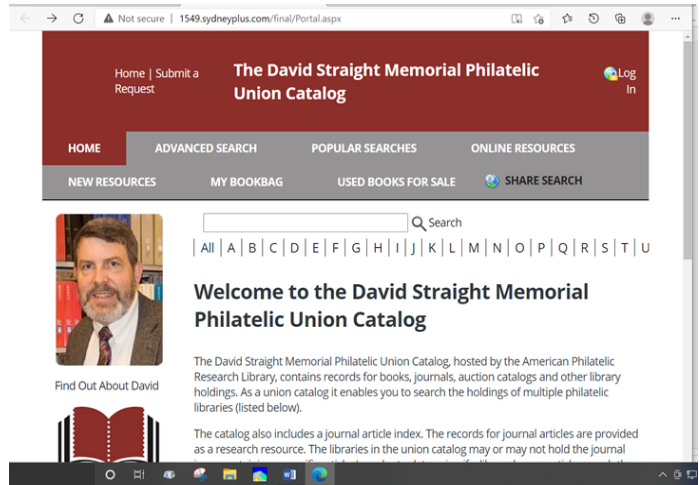 Not secure | 1549.sydneyplus.com/final/Portal.aspx
Home | Submit a
Request
The David Straight Memorial Philatelic
Union Catalog
Log
In
HOME ADVANCED SEARCH POPULAR SEARCHES ONLINE RESOURCES
NEW RESOURCES MY BOOKBAG USED BOOKS FOR SALE SHARE SEARCH
Search
All | A | B | C | D | E | F | G | H | I | J | K | L | M | N | O | P | Q | R | S | T | U
Welcome to the David Straight Memorial
Philatelic Union Catalog
The David Straight Memorial Philatelic Union Catalog, hosted by the American Philatelic
Research Library, contains records for books, journals, auction catalogs and other library
holdings. As a union catalog it enables you to search the holdings of multiple philatelic
libraries (listed below).
Find Out About David
The catalog also includes a journal article index. The records for journal articles are provided
as a research resource. The libraries in the union catalog may or may not hold the journal